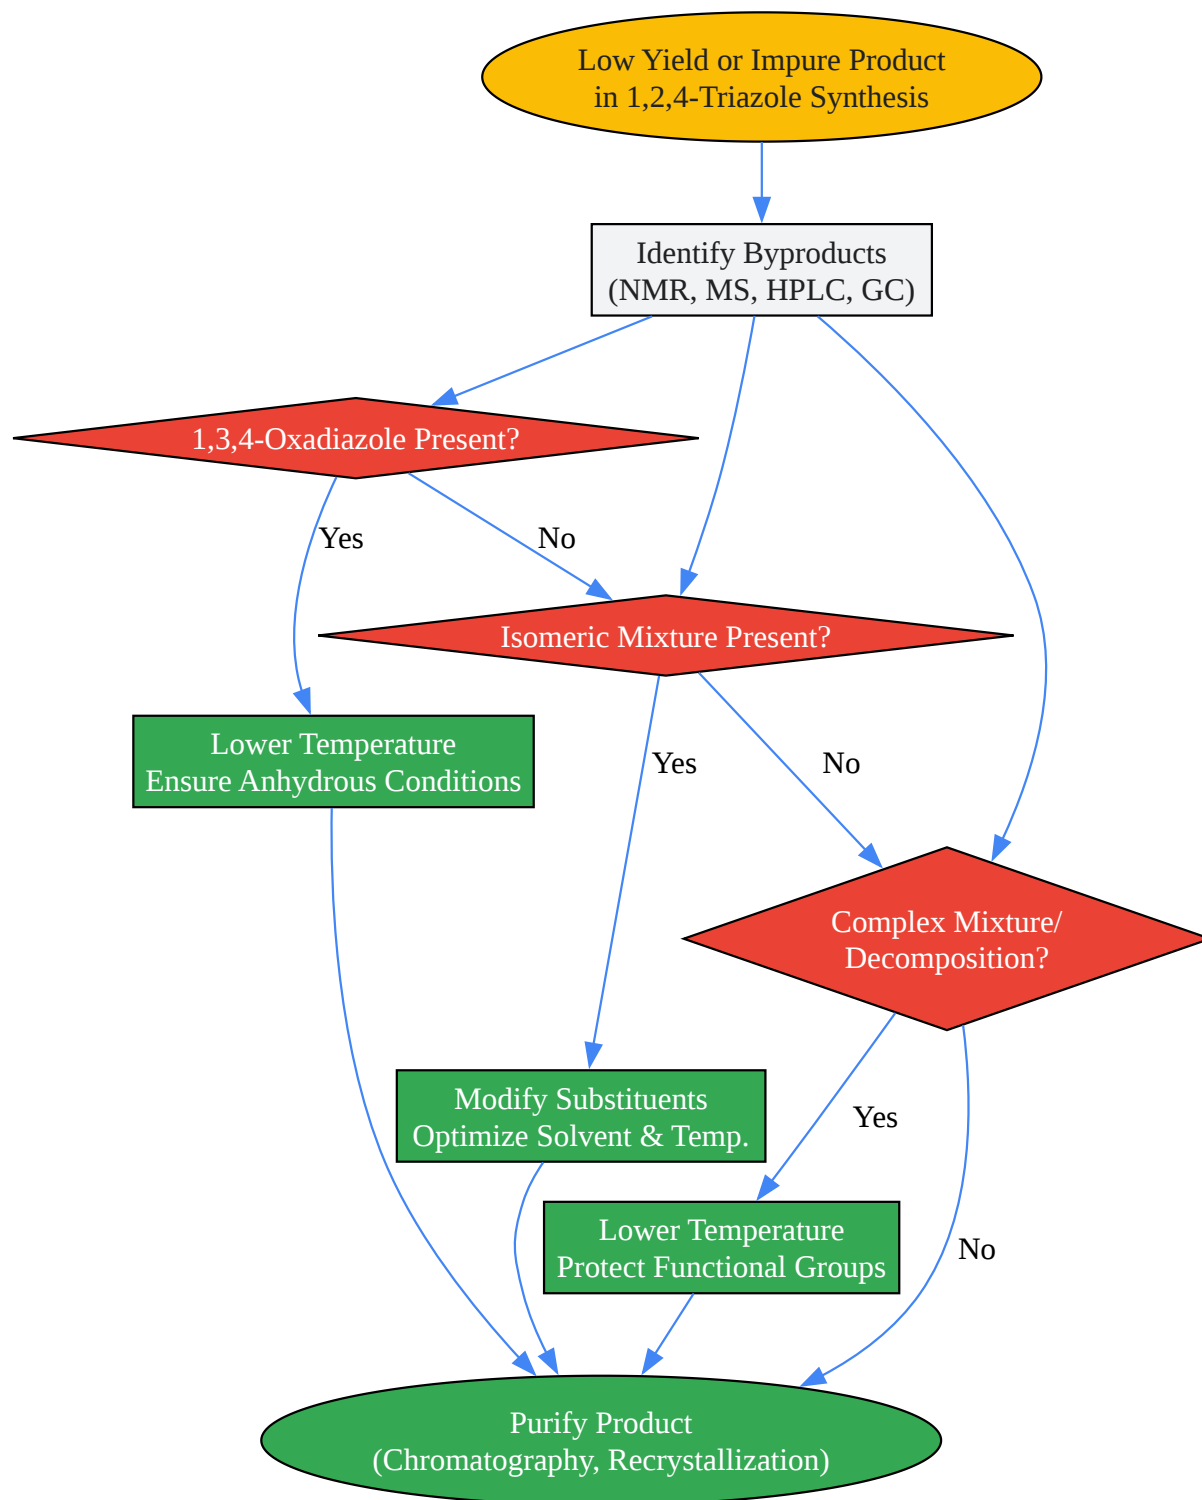 Low Yield or Impure Product
in 1,2,4-Triazole Synthesis
Identify Byproducts
(NMR, MS, HPLC, GC)
1,3,4-Oxadiazole Present?
Yes
No
Isomeric Mixture Present?
Lower Temperature
Ensure Anhydrous Conditions
Yes
No
Complex Mixture/
Decomposition?
Modify Substituents
Optimize Solvent & Temp.
Yes
Lower Temperature
Protect Functional Groups
No
Purify Product
(Chromatography, Recrystallization)